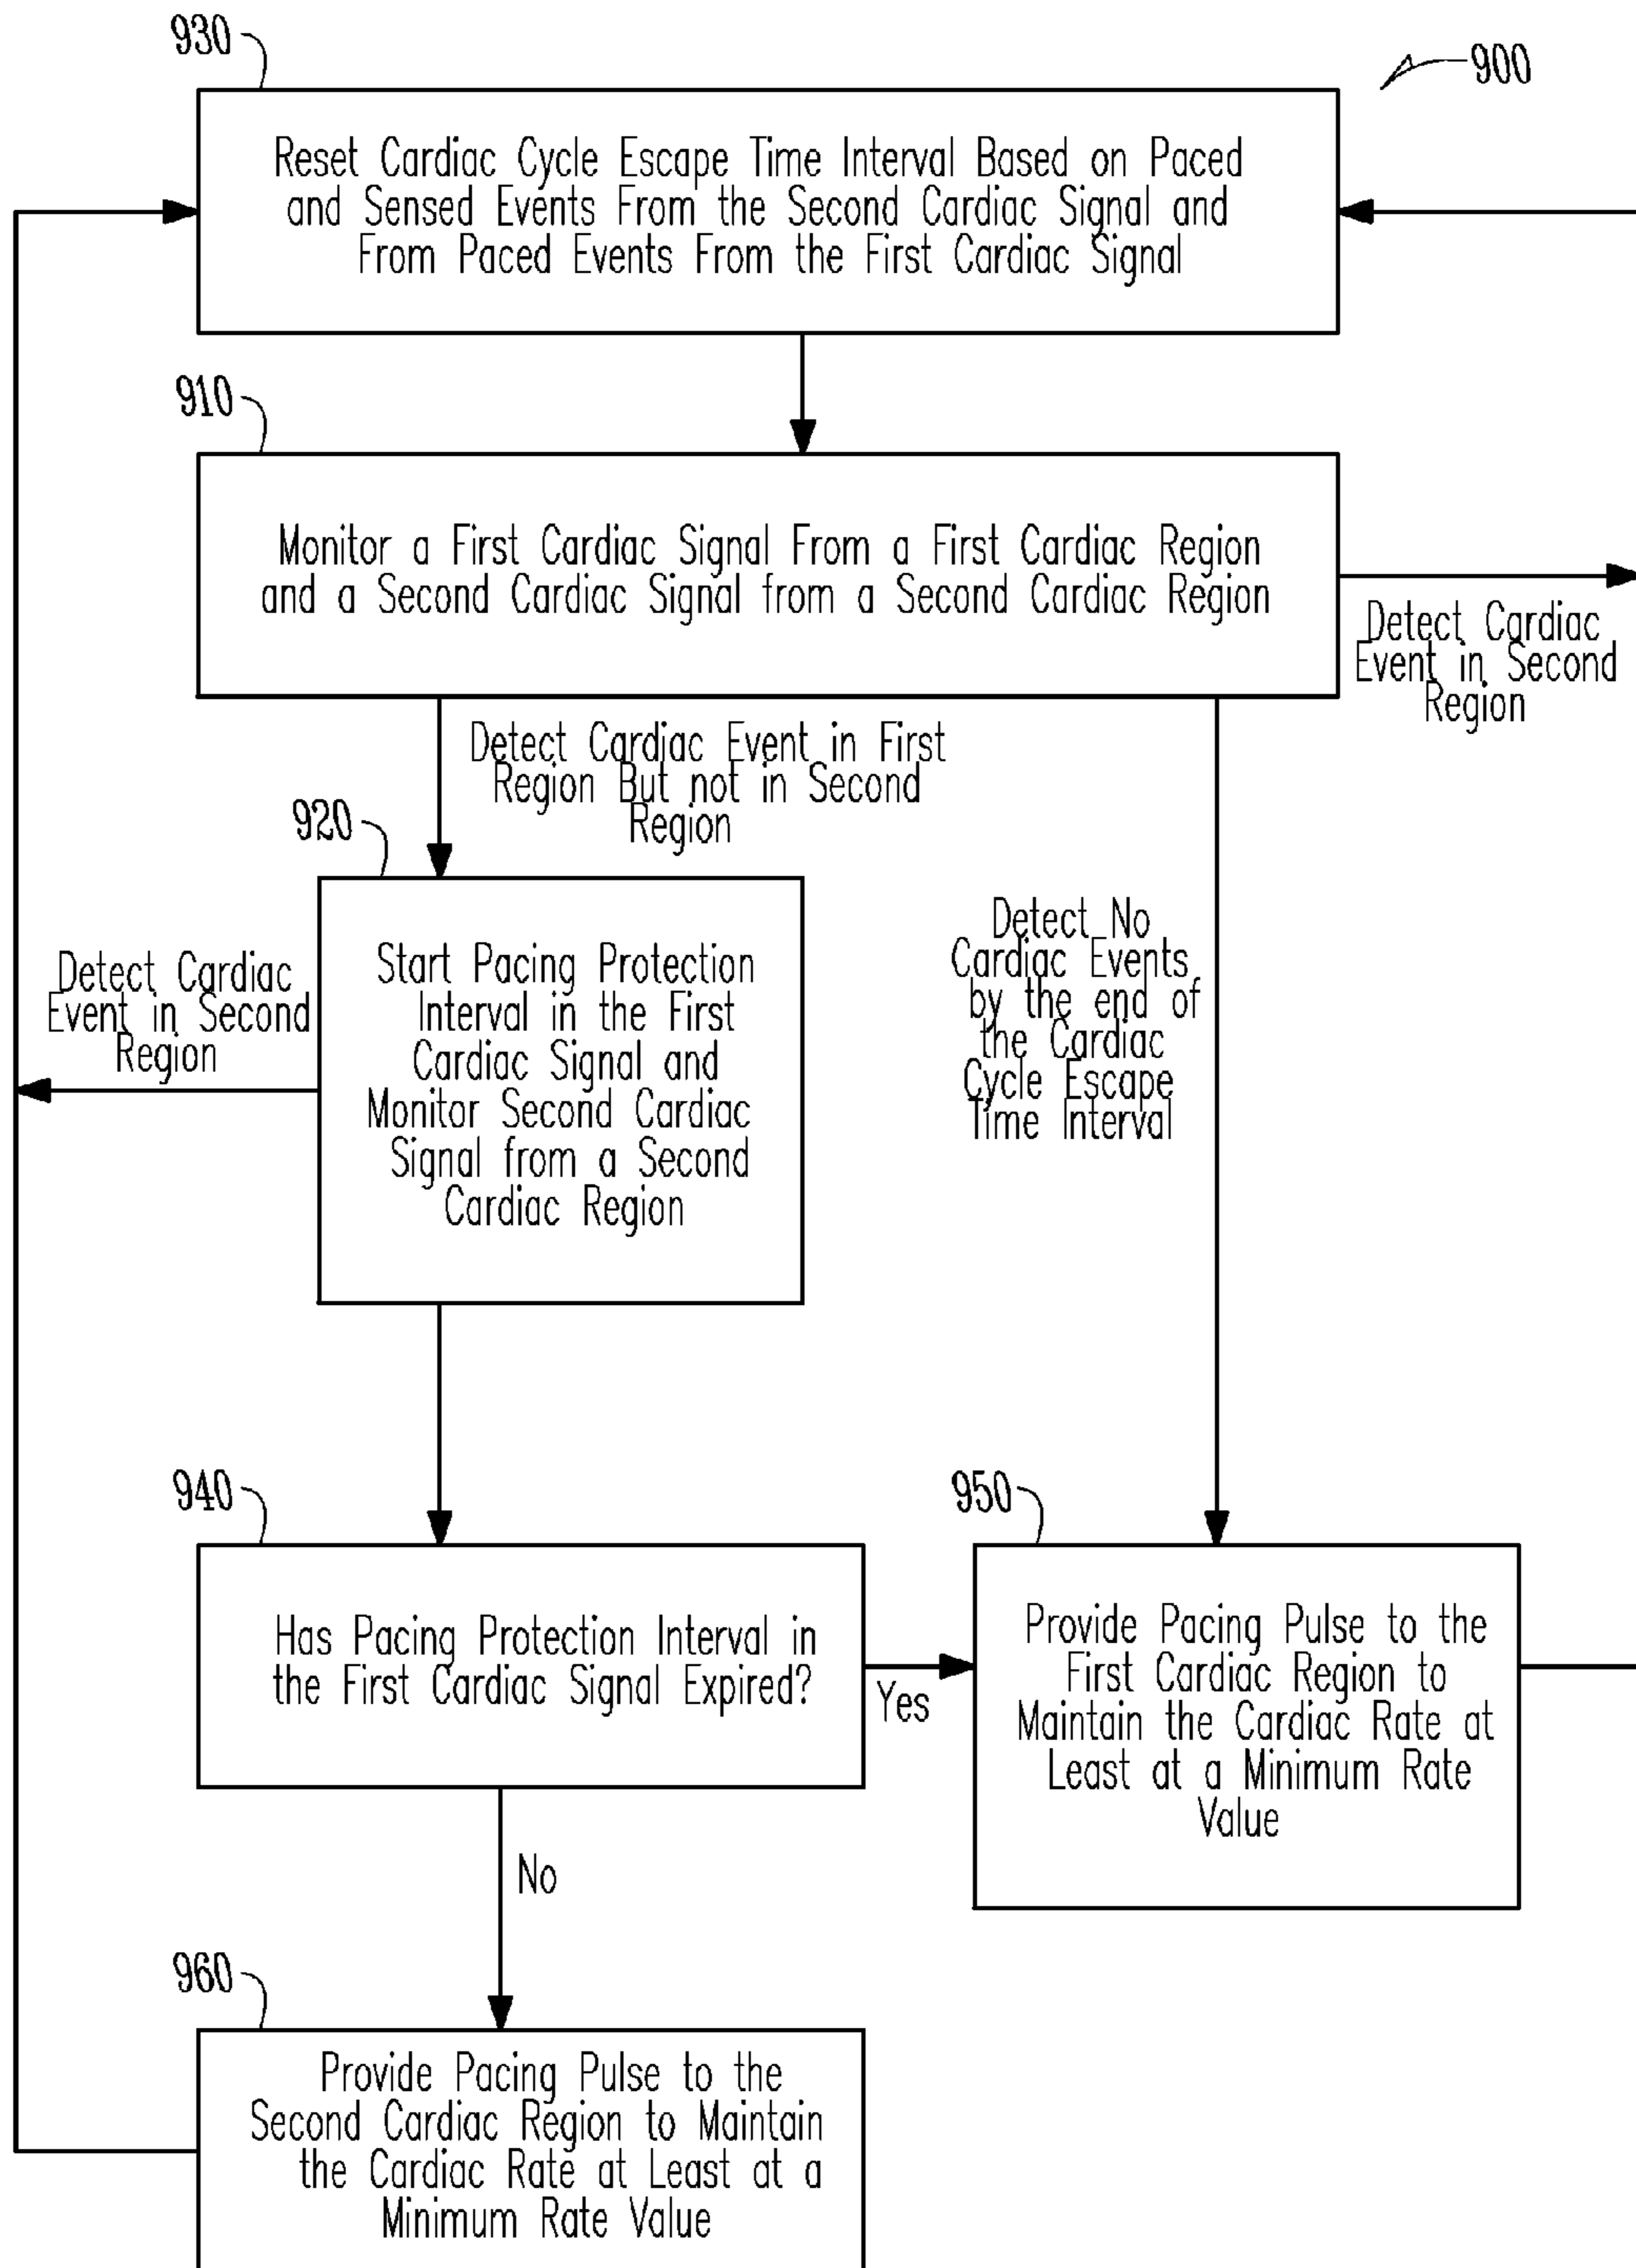 930
900
Reset Cardiac Cycle Escape Time Interval Based on Paced
and Sensed Events From the Second Cardiac Signal and
From Paced Events From the First Cardiac Signal
910
Monitor a First Cardiac Signal From a First Cardiac Region
and a Second Cardiac Signal from a Second Cardiac Region
Detect Cardiac
Event in Second
Region
Detect Cardiac Event in First
Region But not in Second
Region
920
Start Pacing Protection
Interval in the First
Cardiac Signal and
Monitor Second Cardiac
Signal from a Second
Cardiac Region
Detect Cardiac
Event in Second
Region
Detect No
Cardiac Events
by the end of
the Cardiac
Cycle Escape
Time Interval
940
Has Pacing Protection Interval in
the First Cardiac Signal Expired?
Yes
950
Provide Pacing Pulse to the
First Cardiac Region to
Maintain the Cardiac Rate at
Least at a Minimum Rate
Value
No
960
Provide Pacing Pulse to the
Second Cardiac Region to Maintain
the Cardiac Rate at Least at a
Minimum Rate Value